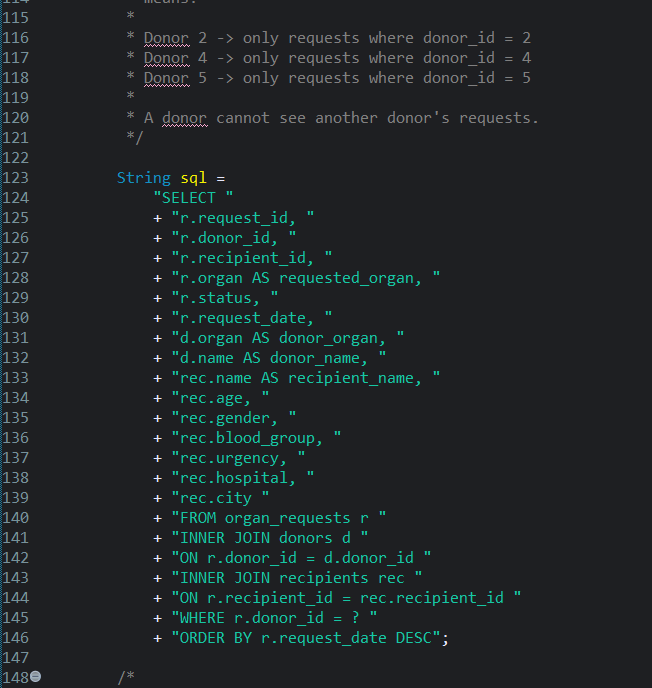 114 * means:
115 *
116 * Donor 2 -> only requests where donor_id = 2
117 * Donor 4 -> only requests where donor_id = 4
118 * Donor 5 -> only requests where donor_id = 5
119 *
120 * A donor cannot see another donor's requests.
121 */
122
123 String sql =
124 "SELECT "
125 + "r.request_id, "
126 + "r.donor_id, "
127 + "r.recipient_id, "
128 + "r.organ AS requested_organ, "
129 + "r.status, "
130 + "r.request_date, "
131 + "d.organ AS donor_organ, "
132 + "d.name AS donor_name, "
133 + "rec.name AS recipient_name, "
134 + "rec.age, "
135 + "rec.gender, "
136 + "rec.blood_group, "
137 + "rec.urgency, "
138 + "rec.hospital, "
139 + "rec.city "
140 + "FROM organ_requests r "
141 + "INNER JOIN donors d "
142 + "ON r.donor_id = d.donor_id "
143 + "INNER JOIN recipients rec "
144 + "ON r.recipient_id = rec.recipient_id "
145 + "WHERE r.donor_id = ? "
146 + "ORDER BY r.request_date DESC";
147
148 /*